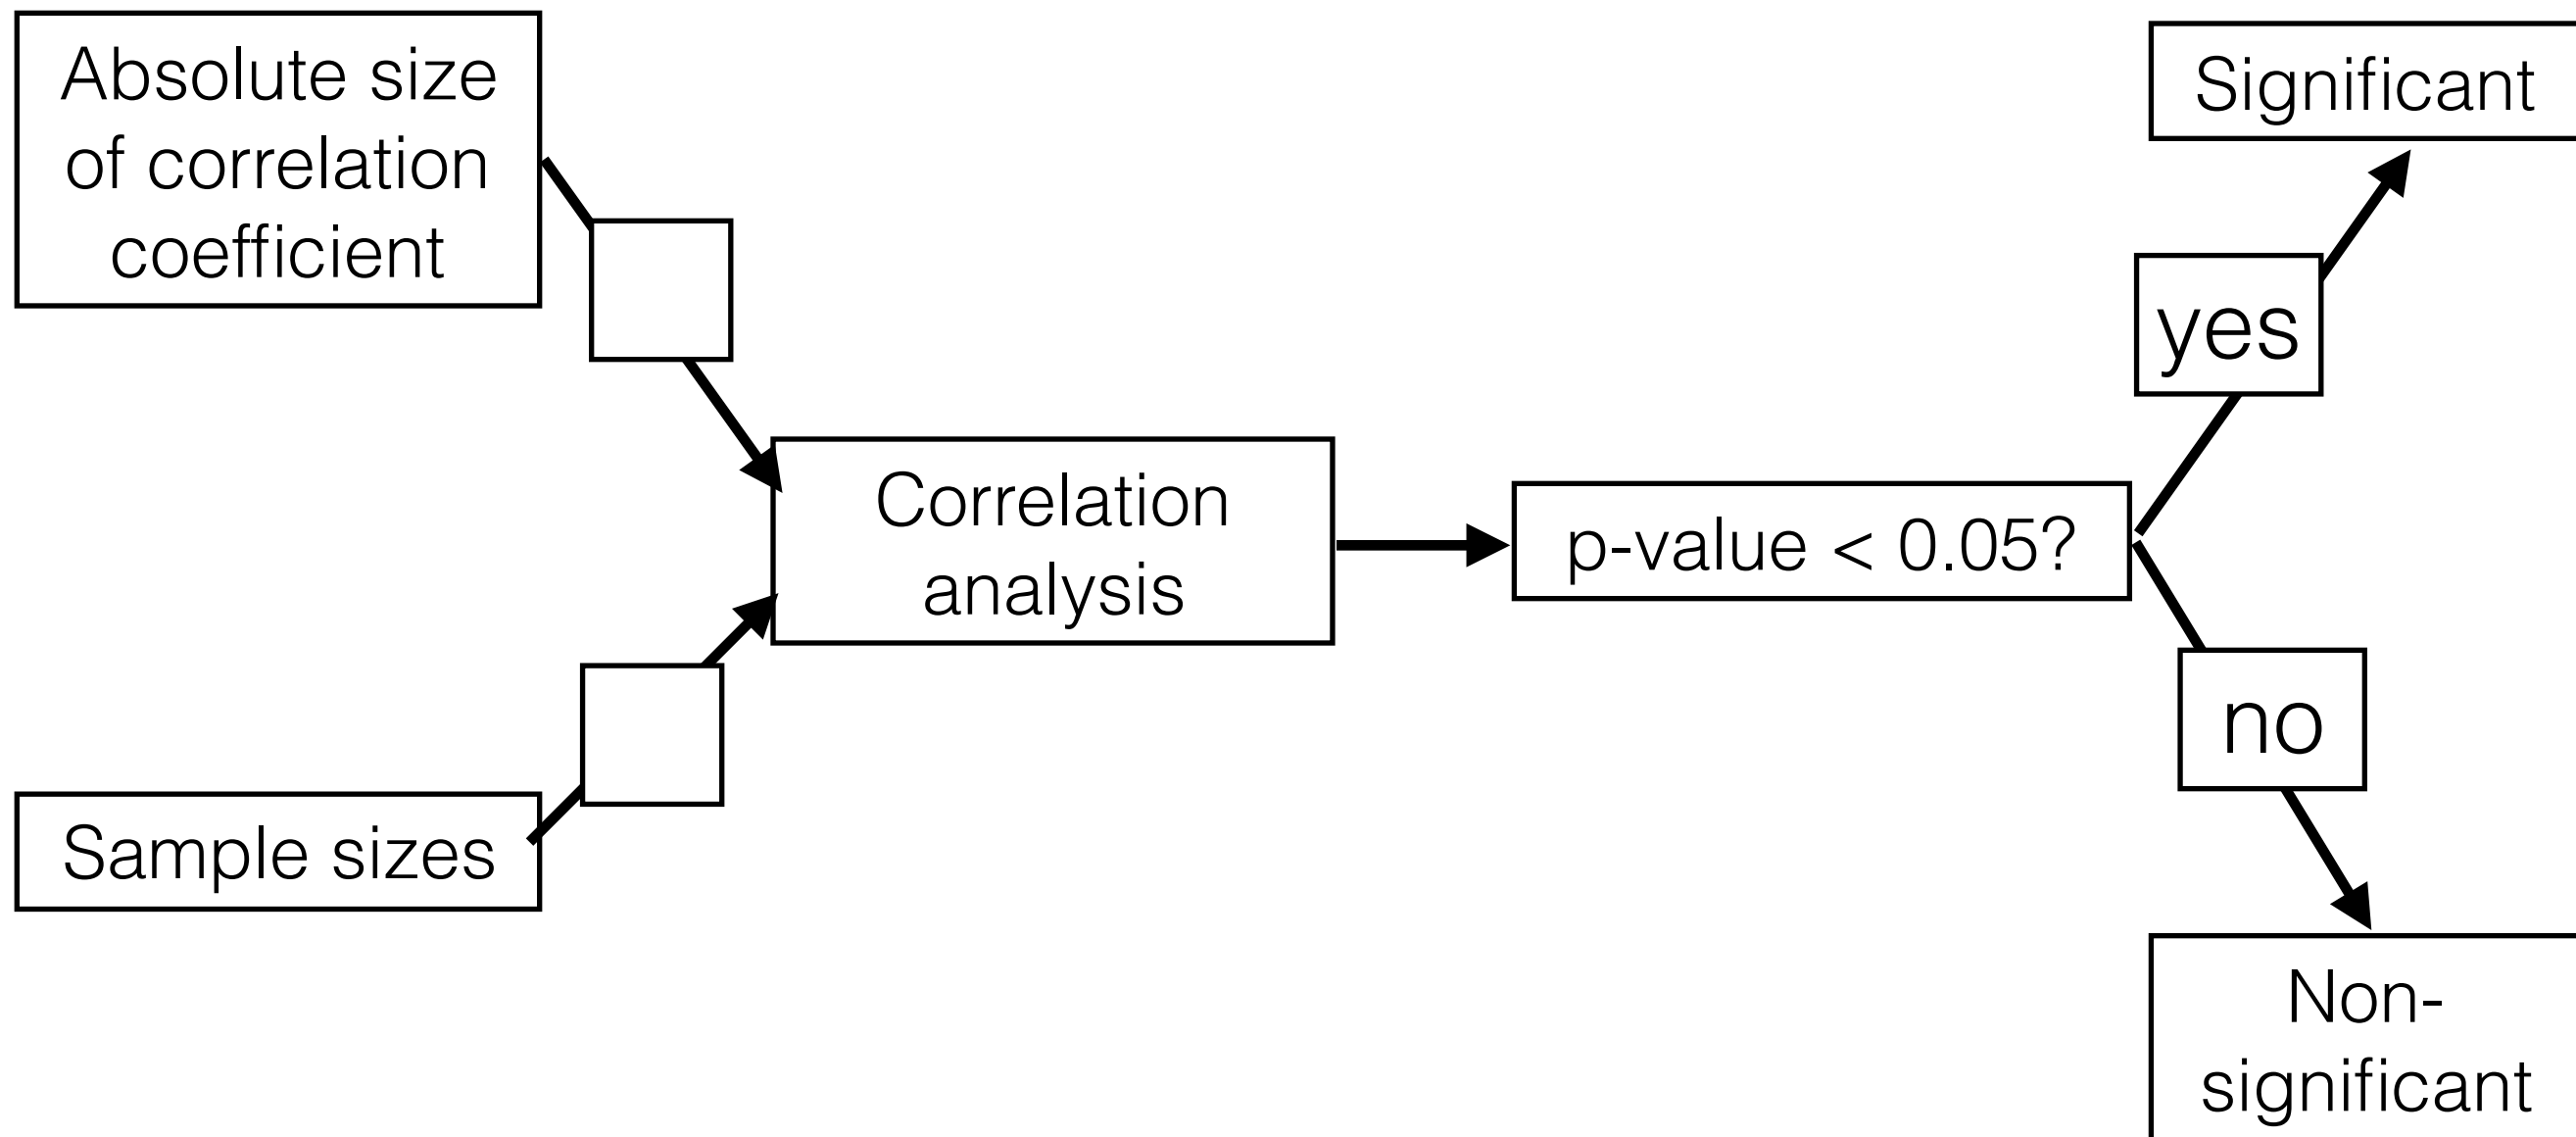 Absolute size
of correlation
coefficient
Sample sizes
Correlation
analysis
p-value < 0.05?
yes
no
Significant
Non-
significant